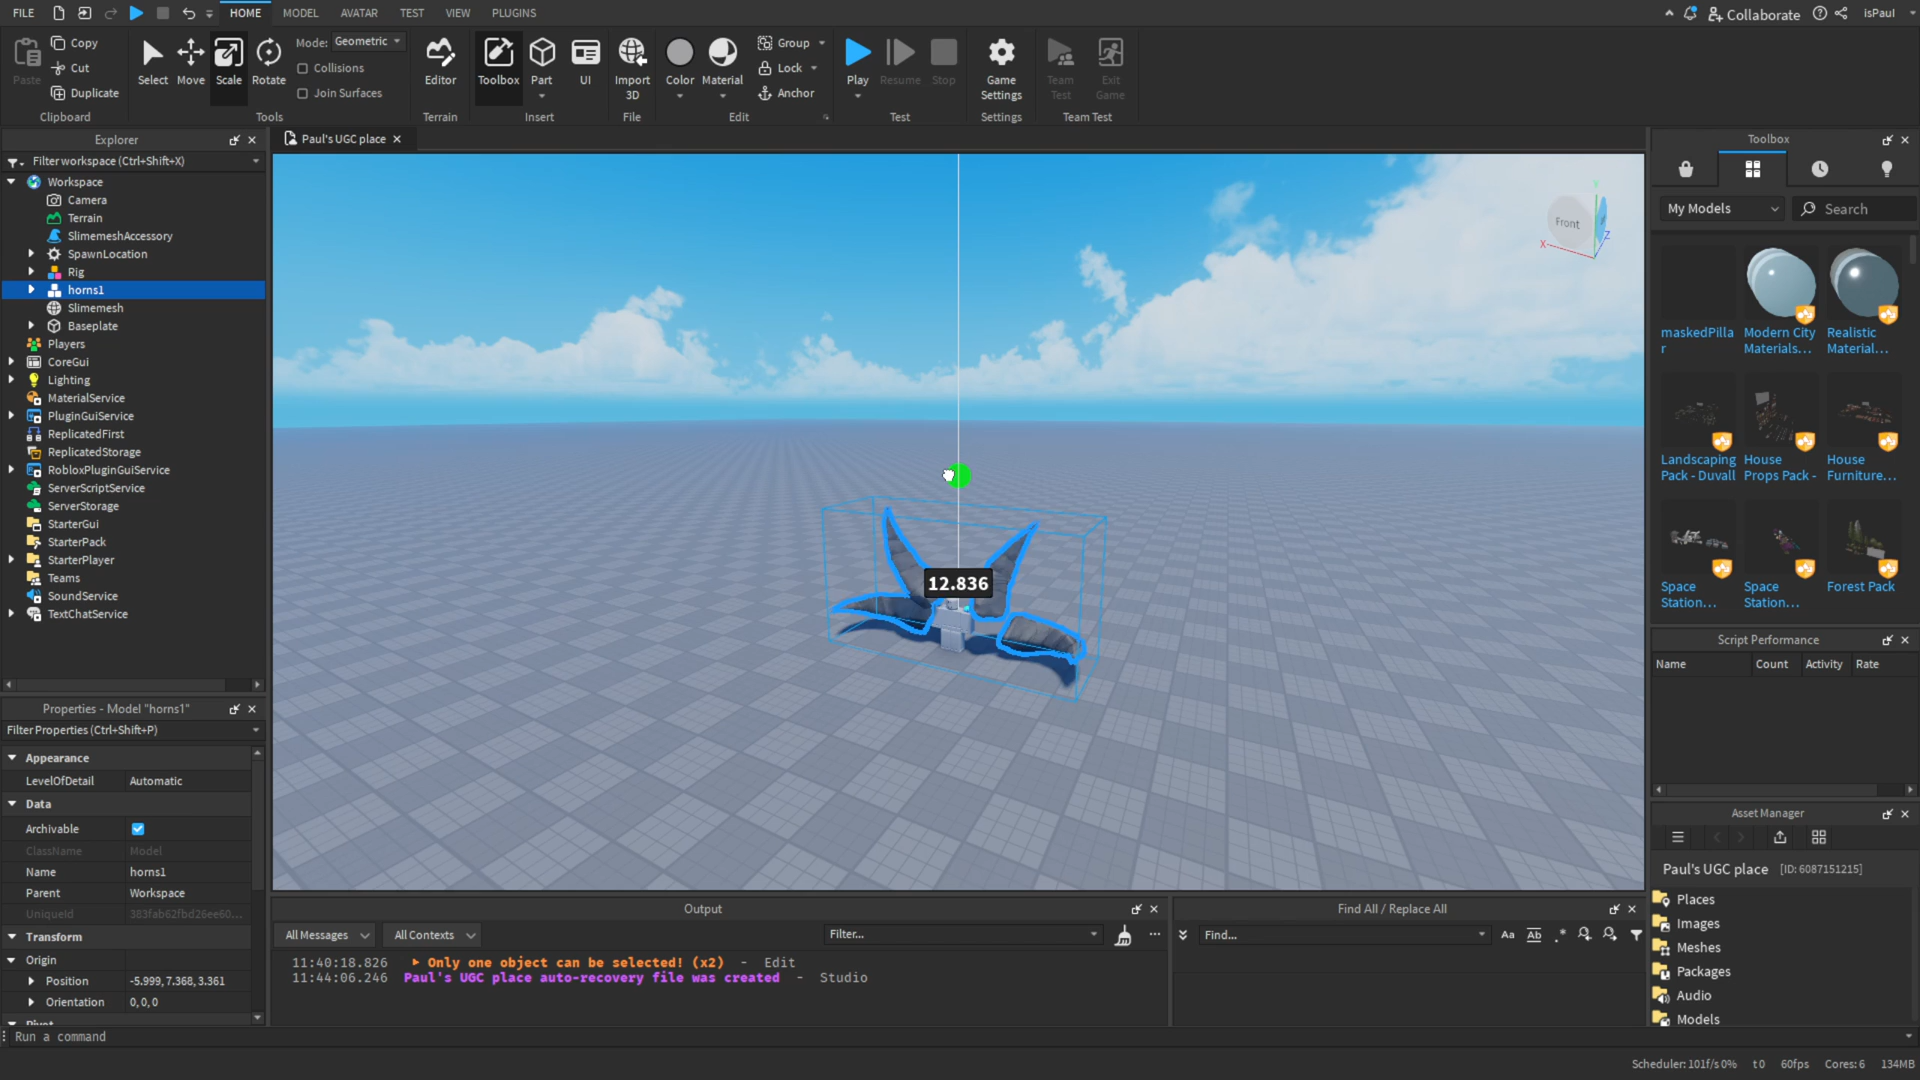 FILE HOME MODEL AVATAR TEST VIEW PLUGINS Collaborate isPaul
Paste Copy Cut Duplicate Clipboard
Select Move Scale Rotate Mode: Geometric Collisions Join Surfaces Tools
Editor Terrain
Toolbox Part UI Insert
Import 3D File
Color Material Group Lock Anchor Edit
Play Resume Stop Test
Game Settings Settings
Team Test Exit Game Team Test
Explorer
Filter workspace (Ctrl+Shift+X)
Workspace
Camera
Terrain
SlimemeshAccessory
SpawnLocation
Rig
horns1
Slimemesh
Baseplate
Players
CoreGui
Lighting
MaterialService
PluginGuiService
ReplicatedFirst
ReplicatedStorage
RobloxPluginGuiService
ServerScriptService
ServerStorage
StarterGui
StarterPack
StarterPlayer
Teams
SoundService
TextChatService
Properties - Model "horns1"
Filter Properties (Ctrl+Shift+P)
Appearance
LevelOfDetail Automatic
Data
Archivable
ClassName Model
Name horns1
Parent Workspace
UniqueId 383fab62fbd26ee60...
Transform
Origin
Position -5.999, 7.368, 3.361
Orientation 0, 0, 0
Pivot
Run a command
Paul's UGC place
Front
X
Y
Z
12.836
Output
All Messages All Contexts Filter...
11:40:18.826 Only one object can be selected! (x2) - Edit
11:44:06.246 Paul's UGC place auto-recovery file was created - Studio
Find All / Replace All
Find... Aa Ab .*
Toolbox
My Models Search
maskedPilla
r
Modern City
Materials...
Realistic
Material...
Landscaping
Pack - Duvall
House
Props Pack -
House
Furniture...
Space
Station...
Space
Station...
Forest Pack
Script Performance
Name Count Activity Rate
Asset Manager
Paul's UGC place [ID: 6087151215]
Places
Images
Meshes
Packages
Audio
Models
Scheduler: 101f/s 0% t 0 60fps Cores: 6 134MB